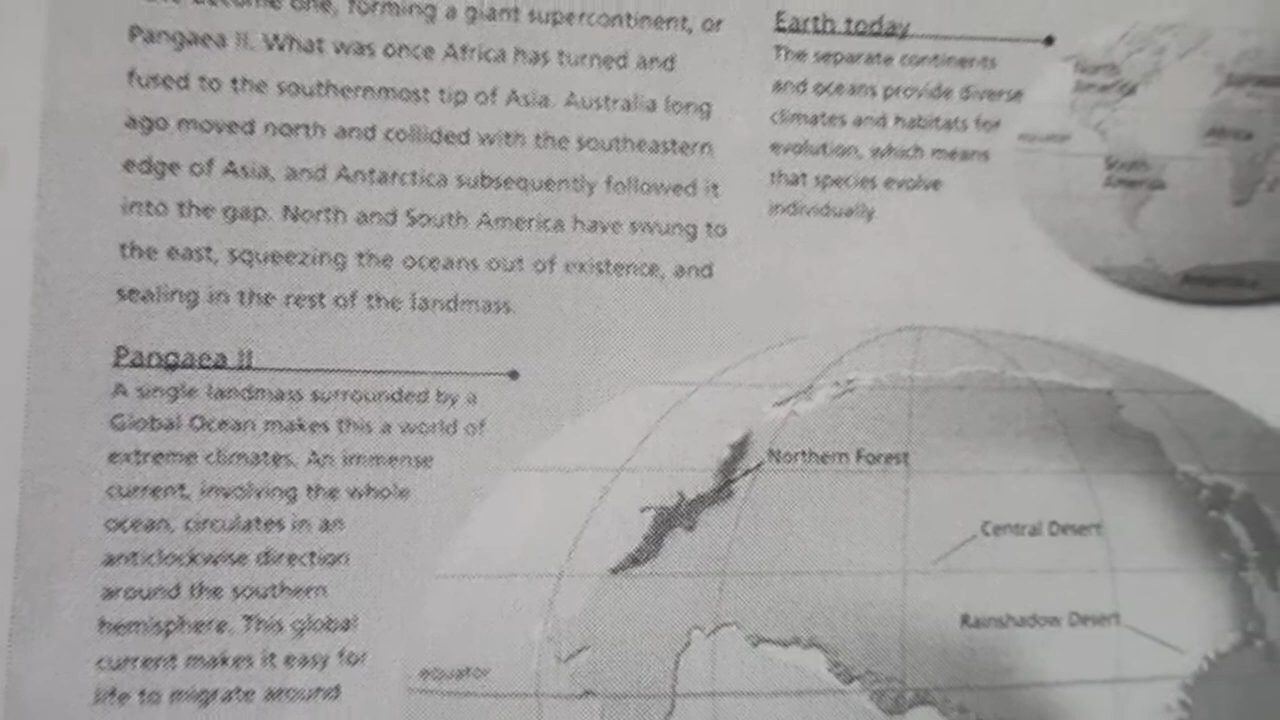 become one, forming a giant supercontinent, or
Pangaea II. What was once Africa has turned and
fused to the southernmost tip of Asia. Australia long
ago moved north and collided with the southeastern
edge of Asia, and Antarctica subsequently followed it
into the gap. North and South America have swung to
the east, squeezing the oceans out of existence, and
sealing in the rest of the landmass.
Earth today
The separate continents
and oceans provide diverse
climates and habitats for
evolution, which means
that species evolve
individually.
North
America
Africa
equator
South
America
Antarctica
Pangaea II
A single landmass surrounded by a
Global Ocean makes this a world of
extreme climates. An immense
current, involving the whole
ocean, circulates in an
anticlockwise direction
around the southern
hemisphere. This global
current makes it easy for
life to migrate around
Northern Forest
Central Desert
Rainshadow Desert
equator